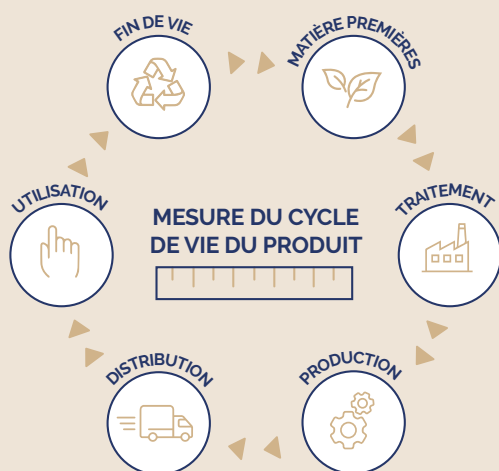 FIN DE VIE
MATIÈRE PREMIÈRES
UTILISATION
MESURE DU CYCLE
DE VIE DU PRODUIT
TRAITEMENT
DISTRIBUTION
PRODUCTION